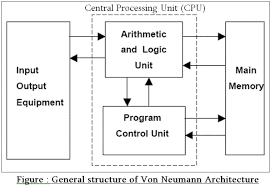 Central Processing Unit (CPU)
Arithmetic
and Logic
Unit
Input
Output
Equipment
Main
Memory
Program
Control Unit
Figure : General structure of Von Neumann Architecture